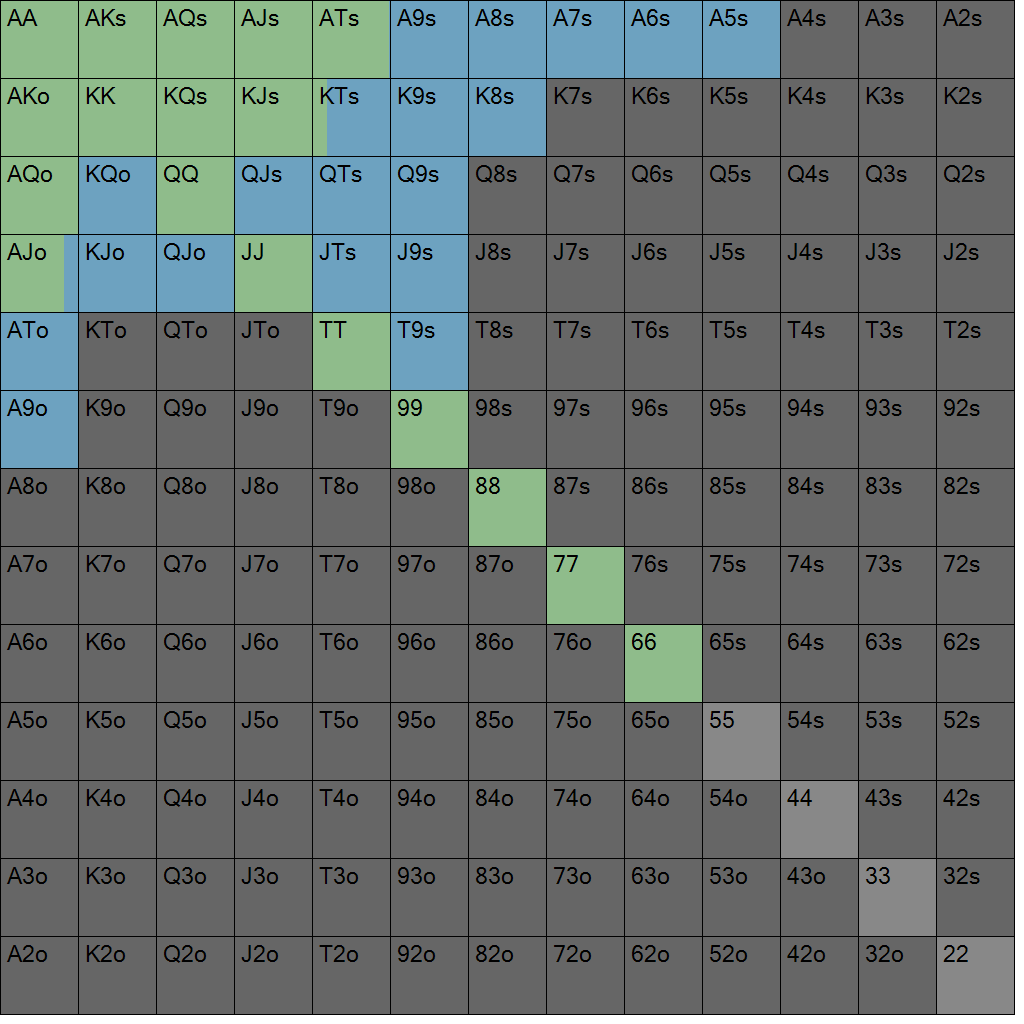 AA AKs AQs AJs ATs A9s A8s A7s A6s A5s A4s A3s A2s
AKo KK KQs KJs KTs K9s K8s K7s K6s K5s K4s K3s K2s
AQo KQo QQ QJs QTs Q9s Q8s Q7s Q6s Q5s Q4s Q3s Q2s
AJo KJo QJo JJ JTs J9s J8s J7s J6s J5s J4s J3s J2s
ATo KTo QTo JTo TT T9s T8s T7s T6s T5s T4s T3s T2s
A9o K9o Q9o J9o T9o 99 98s 97s 96s 95s 94s 93s 92s
A8o K8o Q8o J8o T8o 98o 88 87s 86s 85s 84s 83s 82s
A7o K7o Q7o J7o T7o 97o 87o 77 76s 75s 74s 73s 72s
A6o K6o Q6o J6o T6o 96o 86o 76o 66 65s 64s 63s 62s
A5o K5o Q5o J5o T5o 95o 85o 75o 65o 55 54s 53s 52s
A4o K4o Q4o J4o T4o 94o 84o 74o 64o 54o 44 43s 42s
A3o K3o Q3o J3o T3o 93o 83o 73o 63o 53o 43o 33 32s
A2o K2o Q2o J2o T2o 92o 82o 72o 62o 52o 42o 32o 22